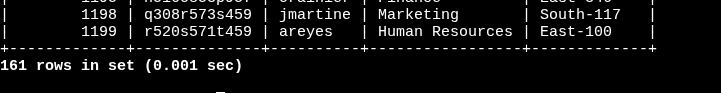 |        1198 | q308r573s459 | jmartine | Marketing       | South-117   |
|        1199 | r520s571t459 | areyes   | Human Resources | East-100    |
+-------------+--------------+----------+-----------------+-------------+
161 rows in set (0.001 sec)